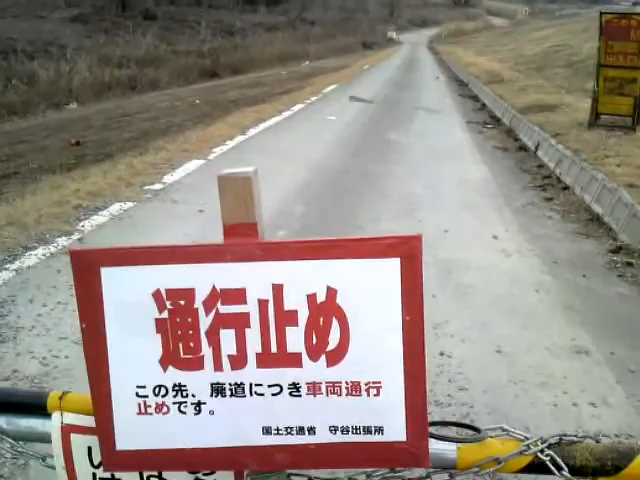 通行止め
この先、廃道につき車両通行
止めです。
国土交通省 守谷出張所